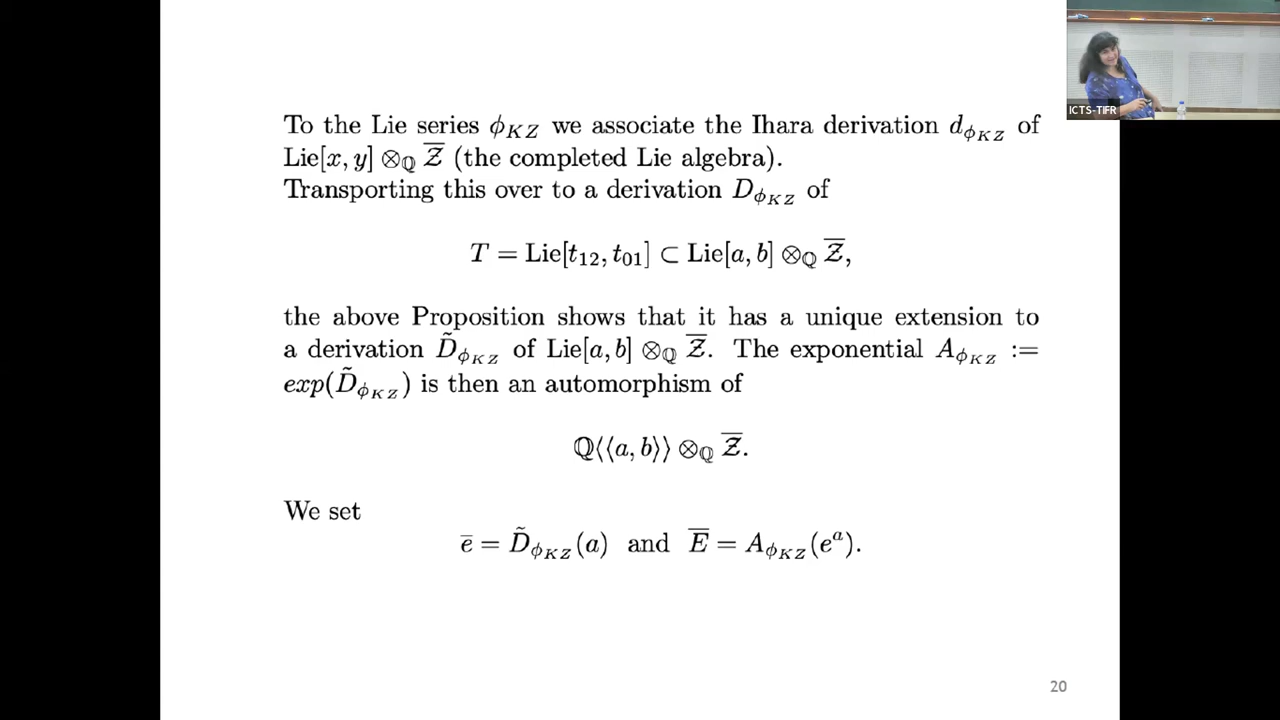 To the Lie series ϕ_{KZ} we associate the Ihara derivation d_{ϕ_{KZ}} of
Lie[x, y] ⊗_ℚ \overline{𝒵} (the completed Lie algebra).
Transporting this over to a derivation D_{ϕ_{KZ}} of
T = Lie[t_{12}, t_{01}] ⊂ Lie[a, b] ⊗_ℚ \overline{𝒵},
the above Proposition shows that it has a unique extension to
a derivation \tilde{D}_{ϕ_{KZ}} of Lie[a, b] ⊗_ℚ \overline{𝒵}. The exponential A_{ϕ_{KZ}} :=
exp(\tilde{D}_{ϕ_{KZ}}) is then an automorphism of
ℚ⟨⟨a, b⟩⟩ ⊗_ℚ \overline{𝒵}.
We set
\overline{e} = \tilde{D}_{ϕ_{KZ}}(a) and \overline{E} = A_{ϕ_{KZ}}(e^a).
20
ICTS-TIFR